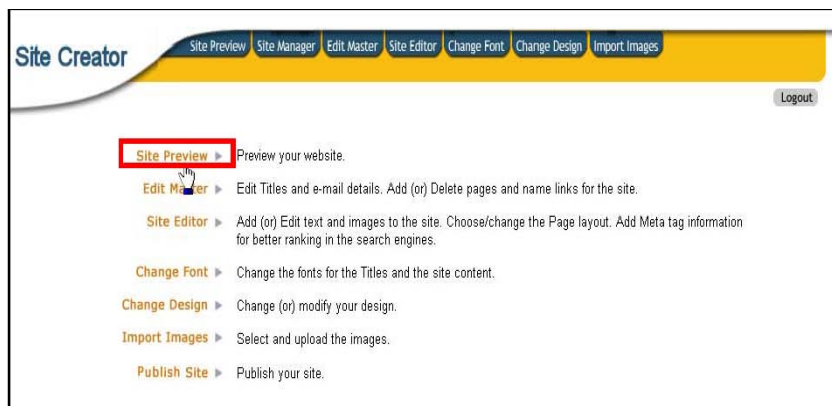 Site Creator
Site Preview Site Manager Edit Master Site Editor Change Font Change Design Import Images
Logout
Site Preview Preview your website.
Edit Master Edit Titles and e-mail details. Add (or) Delete pages and name links for the site.
Site Editor Add (or) Edit text and images to the site. Choose/change the Page layout. Add Meta tag information
for better ranking in the search engines.
Change Font Change the fonts for the Titles and the site content.
Change Design Change (or) modify your design.
Import Images Select and upload the images.
Publish Site Publish your site.